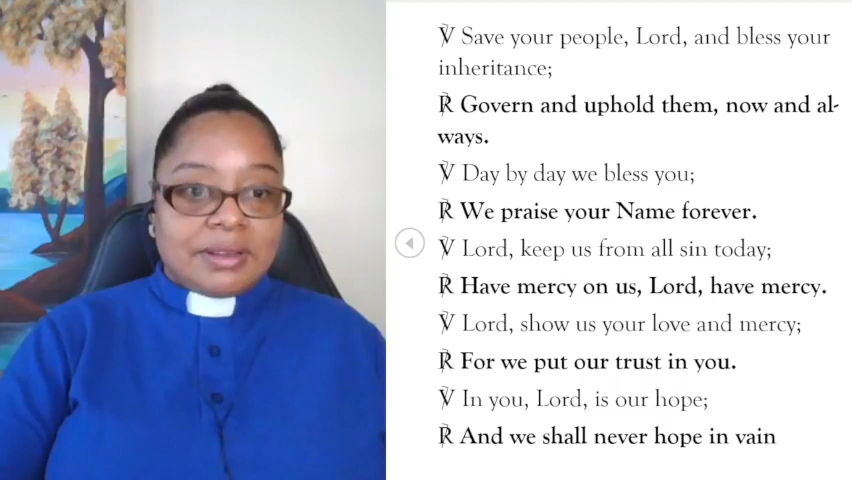 ℣ Save your people, Lord, and bless your
inheritance;
℟ Govern and uphold them, now and al-
ways.
℣ Day by day we bless you;
℟ We praise your Name forever.
℣ Lord, keep us from all sin today;
℟ Have mercy on us, Lord, have mercy.
℣ Lord, show us your love and mercy;
℟ For we put our trust in you.
℣ In you, Lord, is our hope;
℟ And we shall never hope in vain